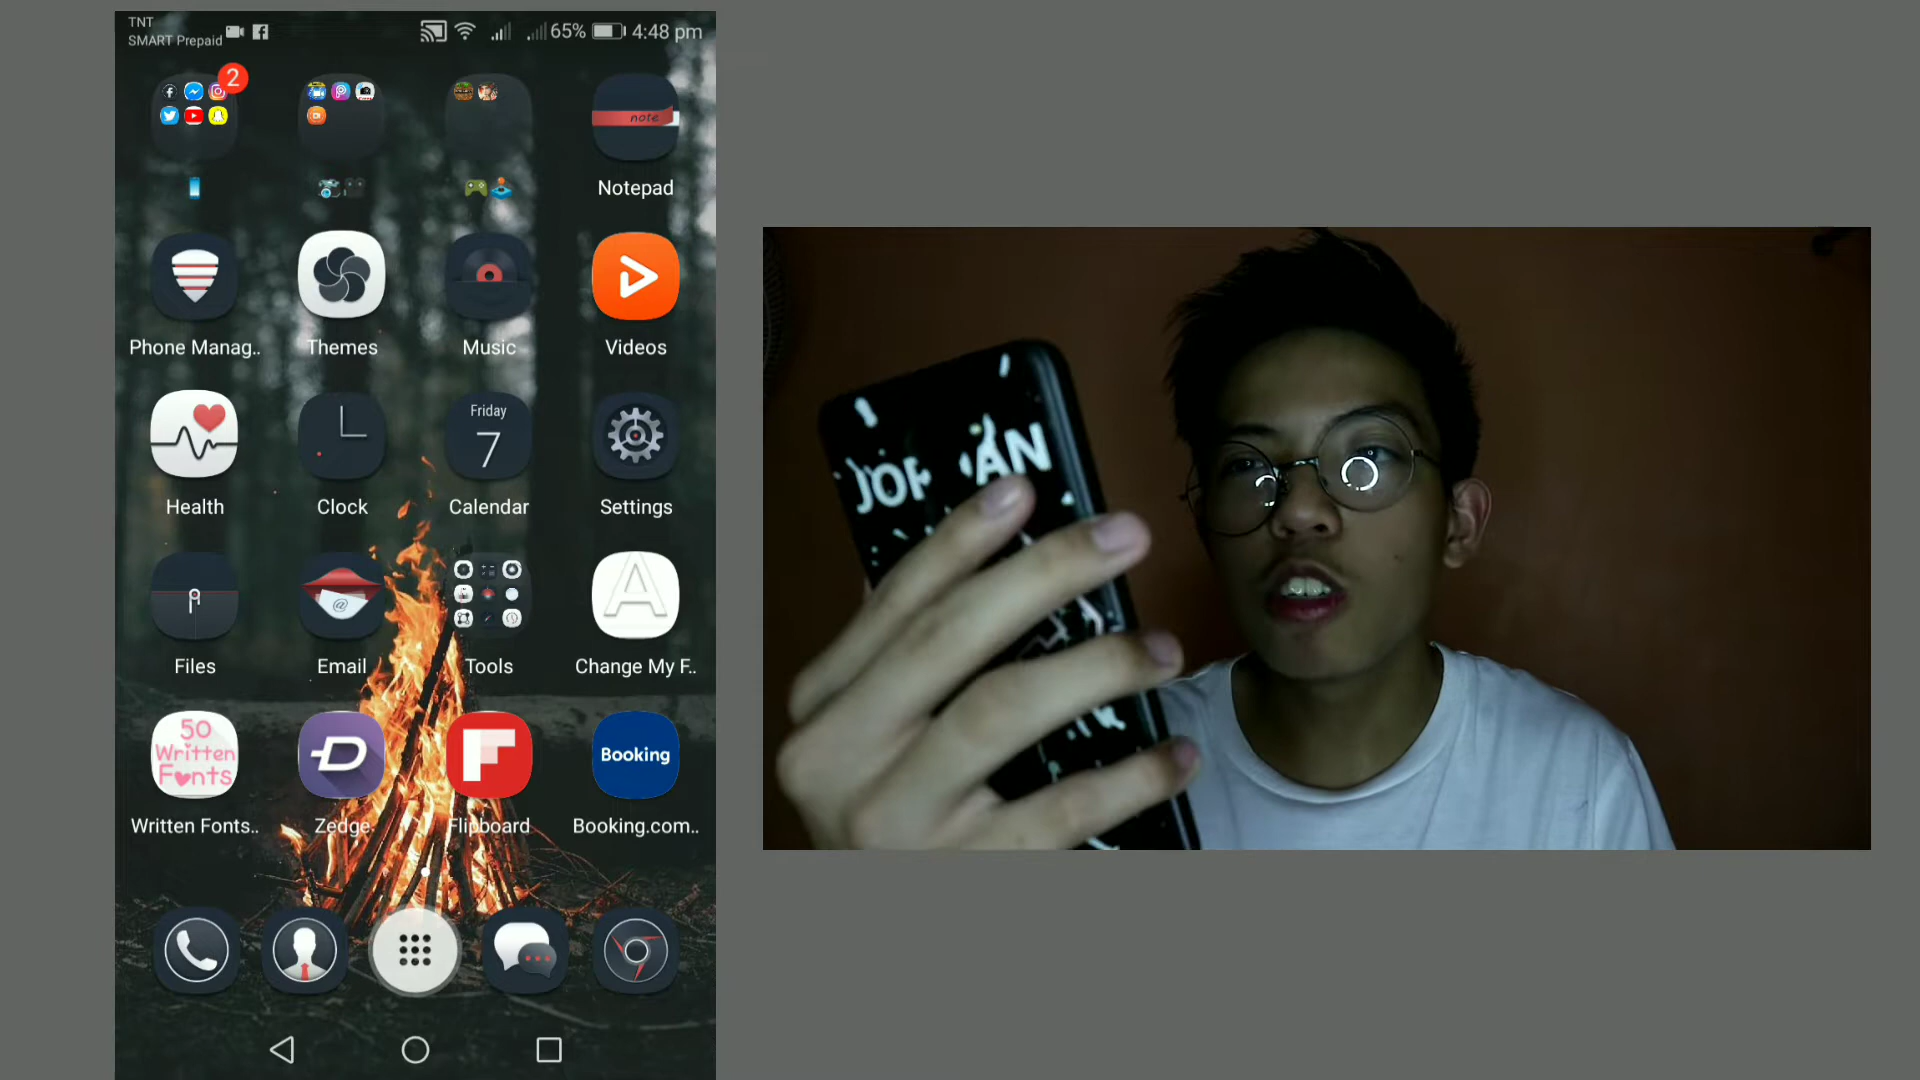 TNT
SMART Prepaid
65% 4:48 pm
2
note
Notepad
Phone Manag..
Themes
Music
Videos
Friday
7
Health
Clock
Calendar
Settings
@
A
Files
Email
Tools
Change My F..
50
Written
Fonts
Booking
Written Fonts..
Zedge
Flipboard
Booking.com..